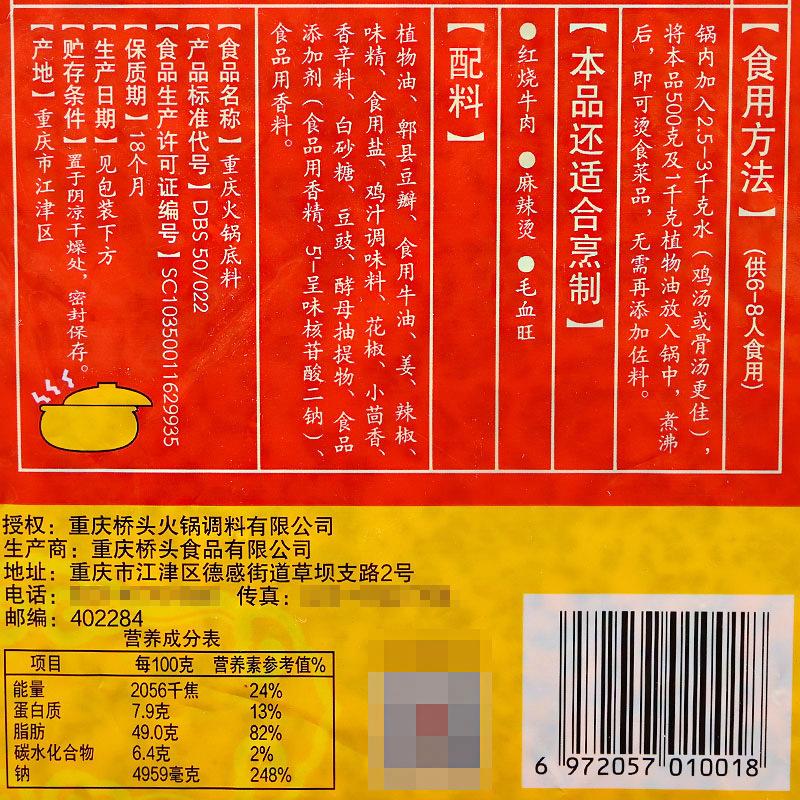 【食用方法】（供6-8人食用）
锅内加入2.5-3千克水（鸡汤或骨汤更佳），
将本品500克及1千克植物油放入锅中，煮沸
后，即可烫食菜品，无需再添加佐料。
【本品还适合烹制】
●红烧牛肉 ●麻辣烫 ●毛血旺
【配料】
植物油、郫县豆瓣、食用牛油、姜、辣椒、
味精、食用盐、鸡汁调味料、花椒、小茴香、
香辛料、白砂糖、豆豉、酵母抽提物、食品
添加剂（食品用香精、5'-呈味核苷酸二钠）、
食品用香料。
【食品名称】重庆火锅底料
【产品标准代号】DBS 50/022
【食品生产许可证编号】SC10350011629935
【保质期】18个月
【生产日期】见包装下方
【贮存条件】置于阴凉干燥处，密封保存。
【产地】重庆市江津区
授权：重庆桥头火锅调料有限公司
生产商：重庆桥头食品有限公司
地址：重庆市江津区德感街道草坝支路2号
电话： 传真：
邮编：402284
营养成分表
项目 每100克 营养素参考值%
能量 2056千焦 24%
蛋白质 7.9克 13%
脂肪 49.0克 82%
碳水化合物 6.4克 2%
钠 4959毫克 248%
6 972057 010018